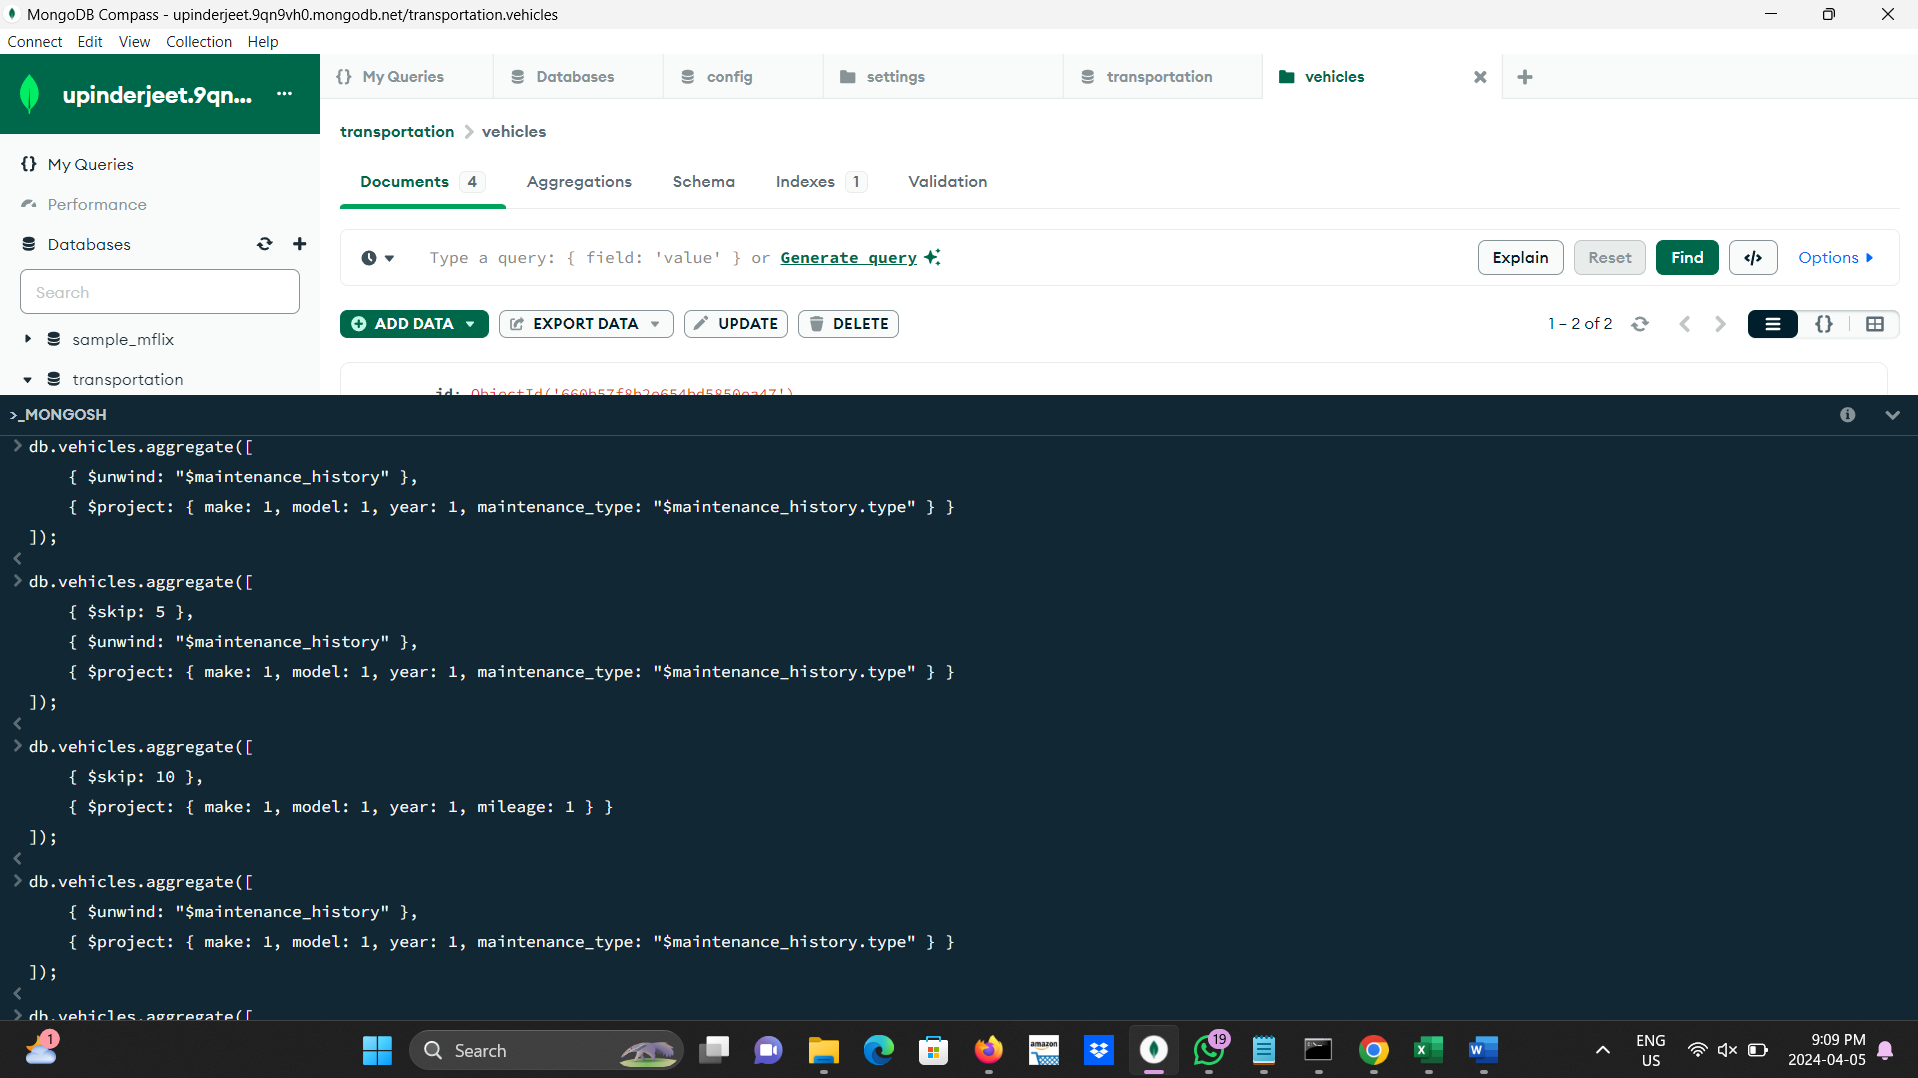 MongoDB Compass - upinderjeet.9qn9vh0.mongodb.net/transportation.vehicles
Connect Edit View Collection Help
upinderjeet.9qn... ...
{} My Queries
Databases
config
settings
transportation
vehicles
transportation > vehicles
My Queries
Performance
Databases
Search
sample_mflix
transportation
Documents 4
Aggregations
Schema
Indexes 1
Validation
Type a query: { field: 'value' } or Generate query
Explain
Reset
Find
</>
Options
ADD DATA
EXPORT DATA
UPDATE
DELETE
1 – 2 of 2
{}
_id: ObjectId('660b57f8b2e654bd5850ea47')
>_MONGOSH
> db.vehicles.aggregate([
{ $unwind: "$maintenance_history" },
{ $project: { make: 1, model: 1, year: 1, maintenance_type: "$maintenance_history.type" } }
]);
<
> db.vehicles.aggregate([
{ $skip: 5 },
{ $unwind: "$maintenance_history" },
{ $project: { make: 1, model: 1, year: 1, maintenance_type: "$maintenance_history.type" } }
]);
<
> db.vehicles.aggregate([
{ $skip: 10 },
{ $project: { make: 1, model: 1, year: 1, mileage: 1 } }
]);
<
> db.vehicles.aggregate([
{ $unwind: "$maintenance_history" },
{ $project: { make: 1, model: 1, year: 1, maintenance_type: "$maintenance_history.type" } }
]);
<
> db.vehicles.aggregate([
1
Search
amazon
19
ENG
US
9:09 PM
2024-04-05